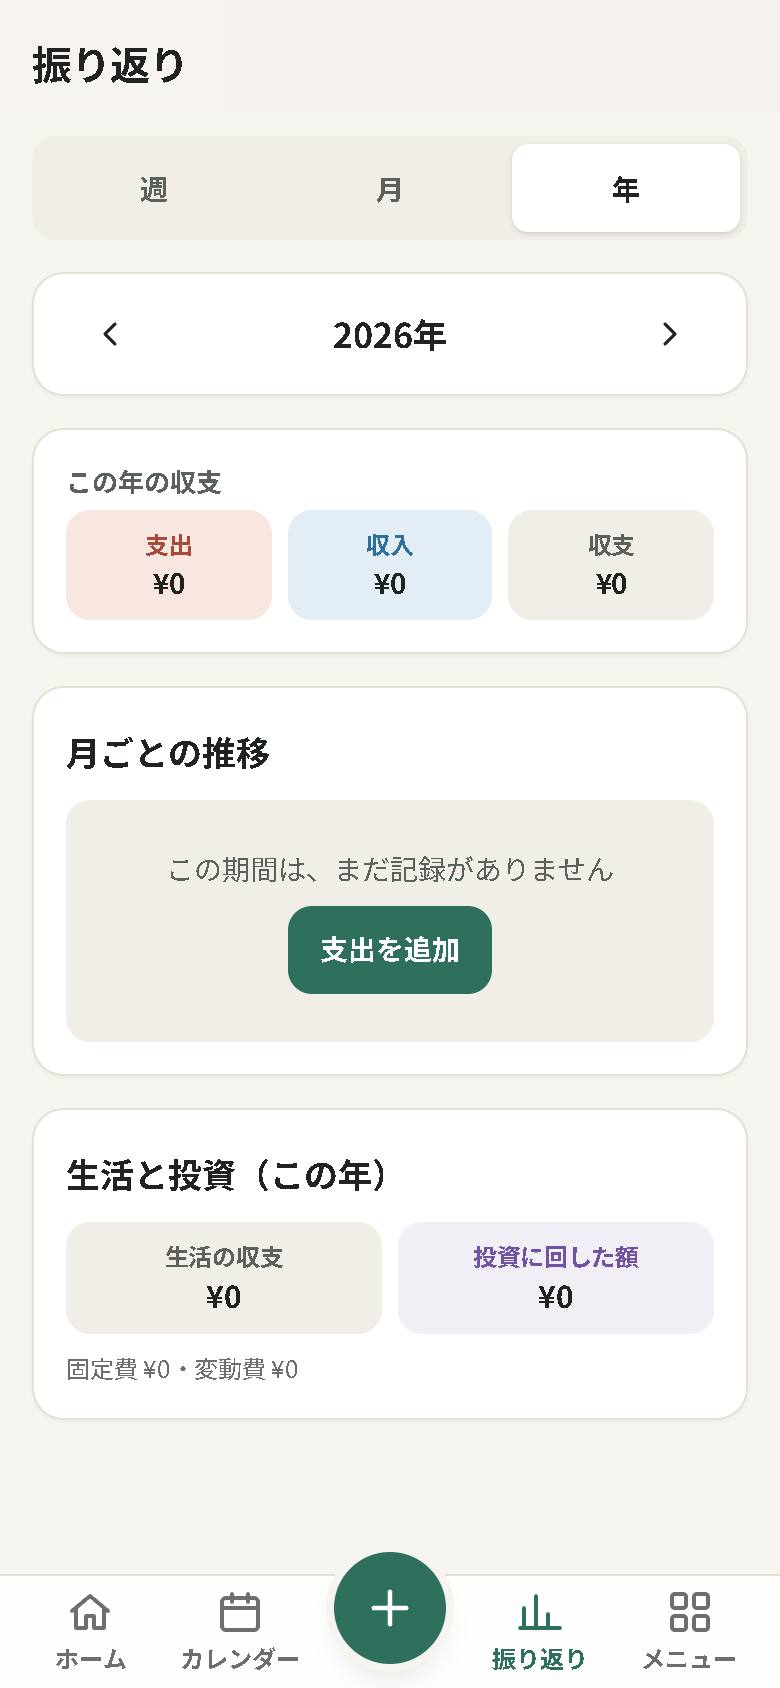 振り返り
週 月 年
2026年
この年の収支
支出 収入 収支
¥0 ¥0 ¥0
月ごとの推移
この期間は、まだ記録がありません
支出を追加
生活と投資（この年）
生活の収支 投資に回した額
¥0 ¥0
固定費 ¥0・変動費 ¥0
ホーム カレンダー 振り返り メニュー